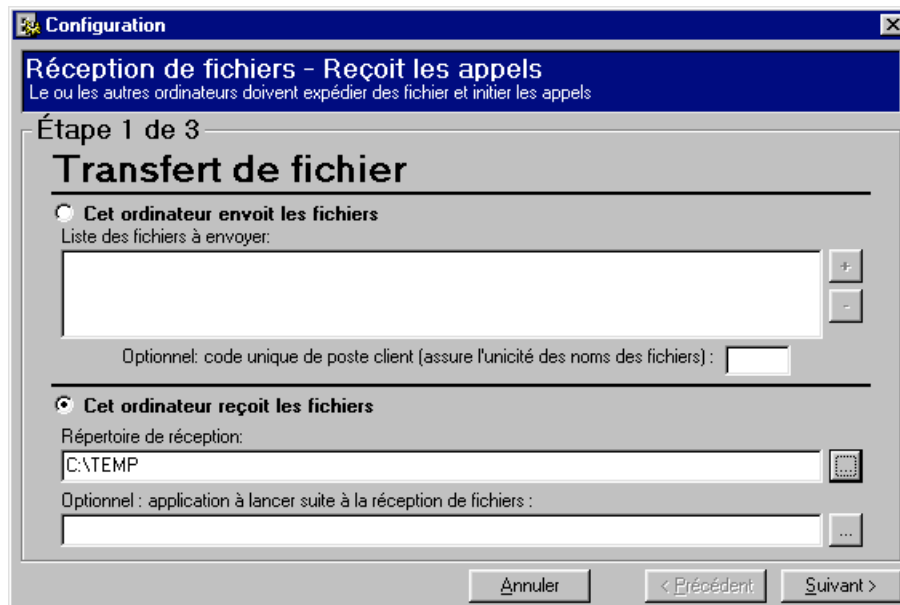 Configuration
Réception de fichiers - Reçoit les appels
Le ou les autres ordinateurs doivent expédier des fichier et initier les appels
Étape 1 de 3
Transfert de fichier
Cet ordinateur envoit les fichiers
Liste des fichiers à envoyer:
+
-
Optionnel: code unique de poste client (assure l'unicité des noms des fichiers) :
Cet ordinateur reçoit les fichiers
Répertoire de réception:
C:\TEMP
...
Optionnel : application à lancer suite à la réception de fichiers :
...
Annuler < Précédent Suivant >